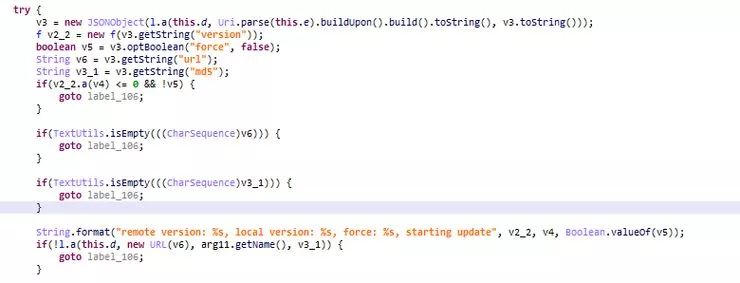 try {
v3 = new JSONObject(l.a(this.d, Uri.parse(this.e).buildUpon().build().toString(), v3.toString()));
f v2_2 = new f(v3.getString("version"));
boolean v5 = v3.optBoolean("force", false);
String v6 = v3.getString("url");
String v3_1 = v3.getString("md5");
if(v2_2.a(v4) <= 0 && !v5) {
goto label_106;
}
if(TextUtils.isEmpty(((CharSequence)v6))) {
goto label_106;
}
if(TextUtils.isEmpty(((CharSequence)v3_1))) {
goto label_106;
}
String.format("remote version: %s, local version: %s, force: %s, starting update", v2_2, v4, Boolean.valueOf(v5));
if(!l.a(this.d, new URL(v6), arg11.getName(), v3_1)) {
goto label_106;
}